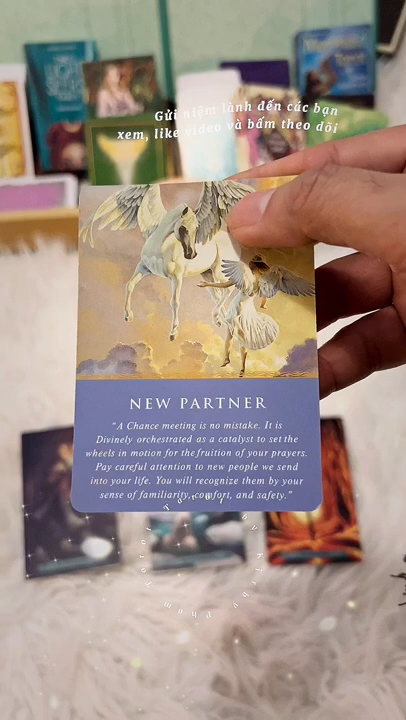 Gửi niệm lành đến các bạn
xem, like video và bấm theo dõi
NEW PARTNER
"A Chance meeting is no mistake. It is
Divinely orchestrated as a catalyst to set the
wheels in motion for the fruition of your prayers.
Pay careful attention to new people we send
into your life. You will recognize them by your
sense of familiarity, comfort, and safety."